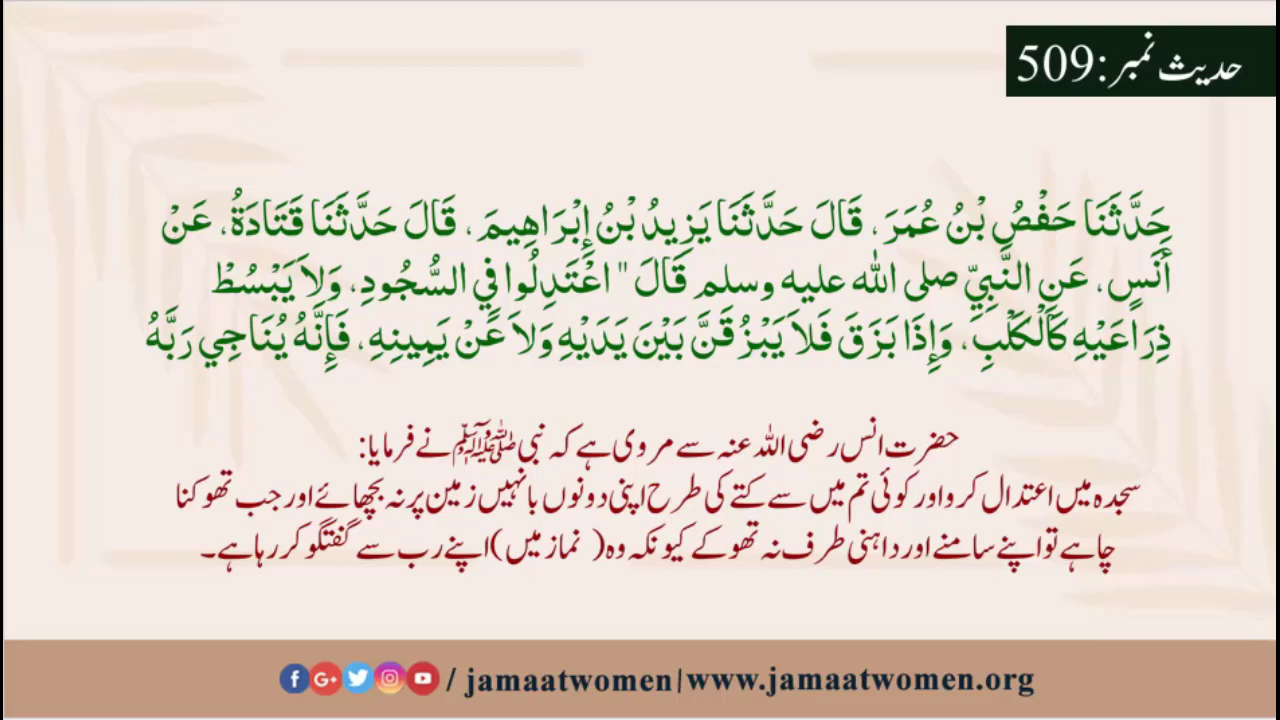 حدیث نمبر:509
حَدَّثَنَا حَفْصُ بْنُ عُمَرَ، قَالَ حَدَّثَنَا يَزِيدُ بْنُ إِبْرَاهِيمَ، قَالَ حَدَّثَنَا قَتَادَةُ، عَنْ
أَنَسٍ، عَنِ النَّبِيِّ صلى الله عليه وسلم قَالَ " اعْتَدِلُوا فِي السُّجُودِ، وَلاَ يَبْسُطْ
ذِرَاعَيْهِ كَالْكَلْبِ، وَإِذَا بَزَقَ فَلاَ يَبْزُقَنَّ بَيْنَ يَدَيْهِ وَلاَ عَنْ يَمِينِهِ، فَإِنَّهُ يُنَاجِي رَبَّهُ
حضرت انس رضی اللہ عنہ سے مروی ہے کہ نبی ﷺ نے فرمایا:
سجدہ میں اعتدال کرو اور کوئی تم میں سے کتے کی طرح اپنی دونوں بانہیں زمین پر نہ بچھائے اور جب تھوکنا
چاہے تو اپنے سامنے اور داہنی طرف نہ تھوکے کیونکہ وہ ( نماز میں ) اپنے رب سے گفتگو کر رہا ہے۔
/ jamaatwomen|www.jamaatwomen.org